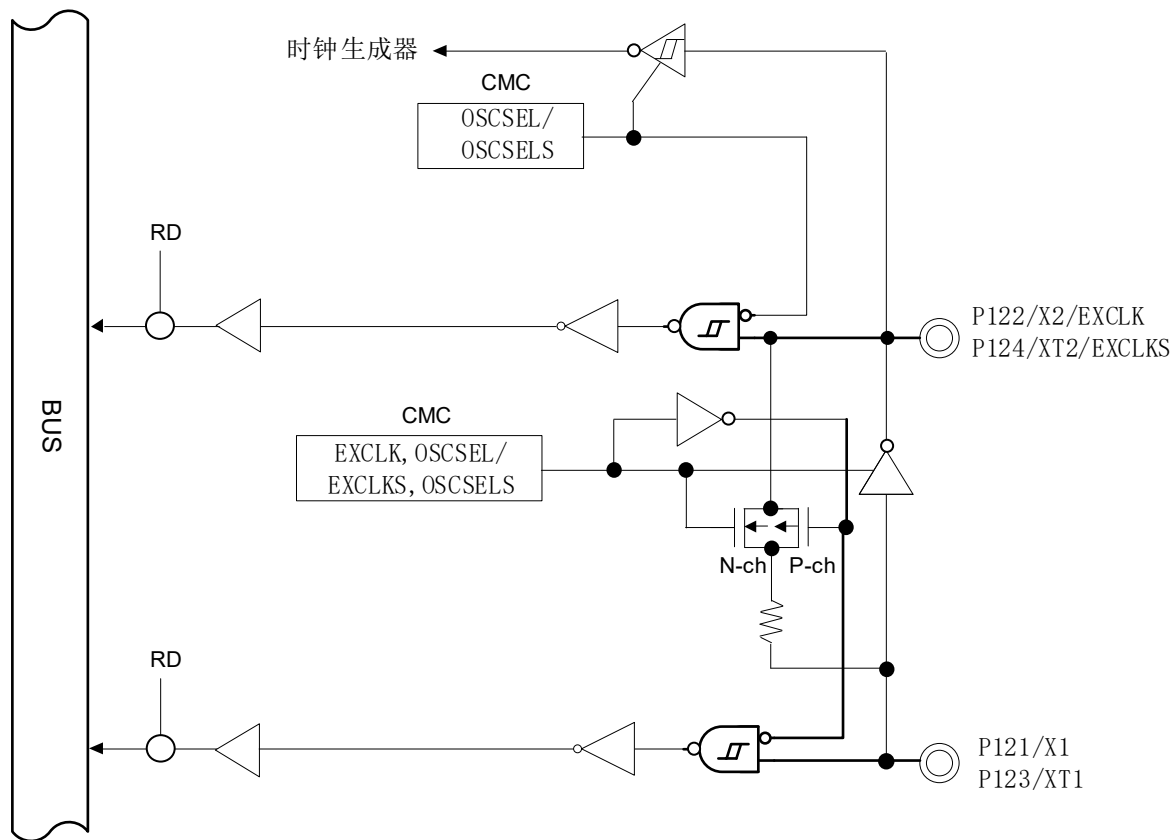 时钟生成器
CMC
OSCSEL/
OSCSELS
RD
P122/X2/EXCLK
P124/XT2/EXCLKS
BUS
CMC
EXCLK, OSCSEL/
EXCLKS, OSCSELS
N-ch P-ch
RD
P121/X1
P123/XT1